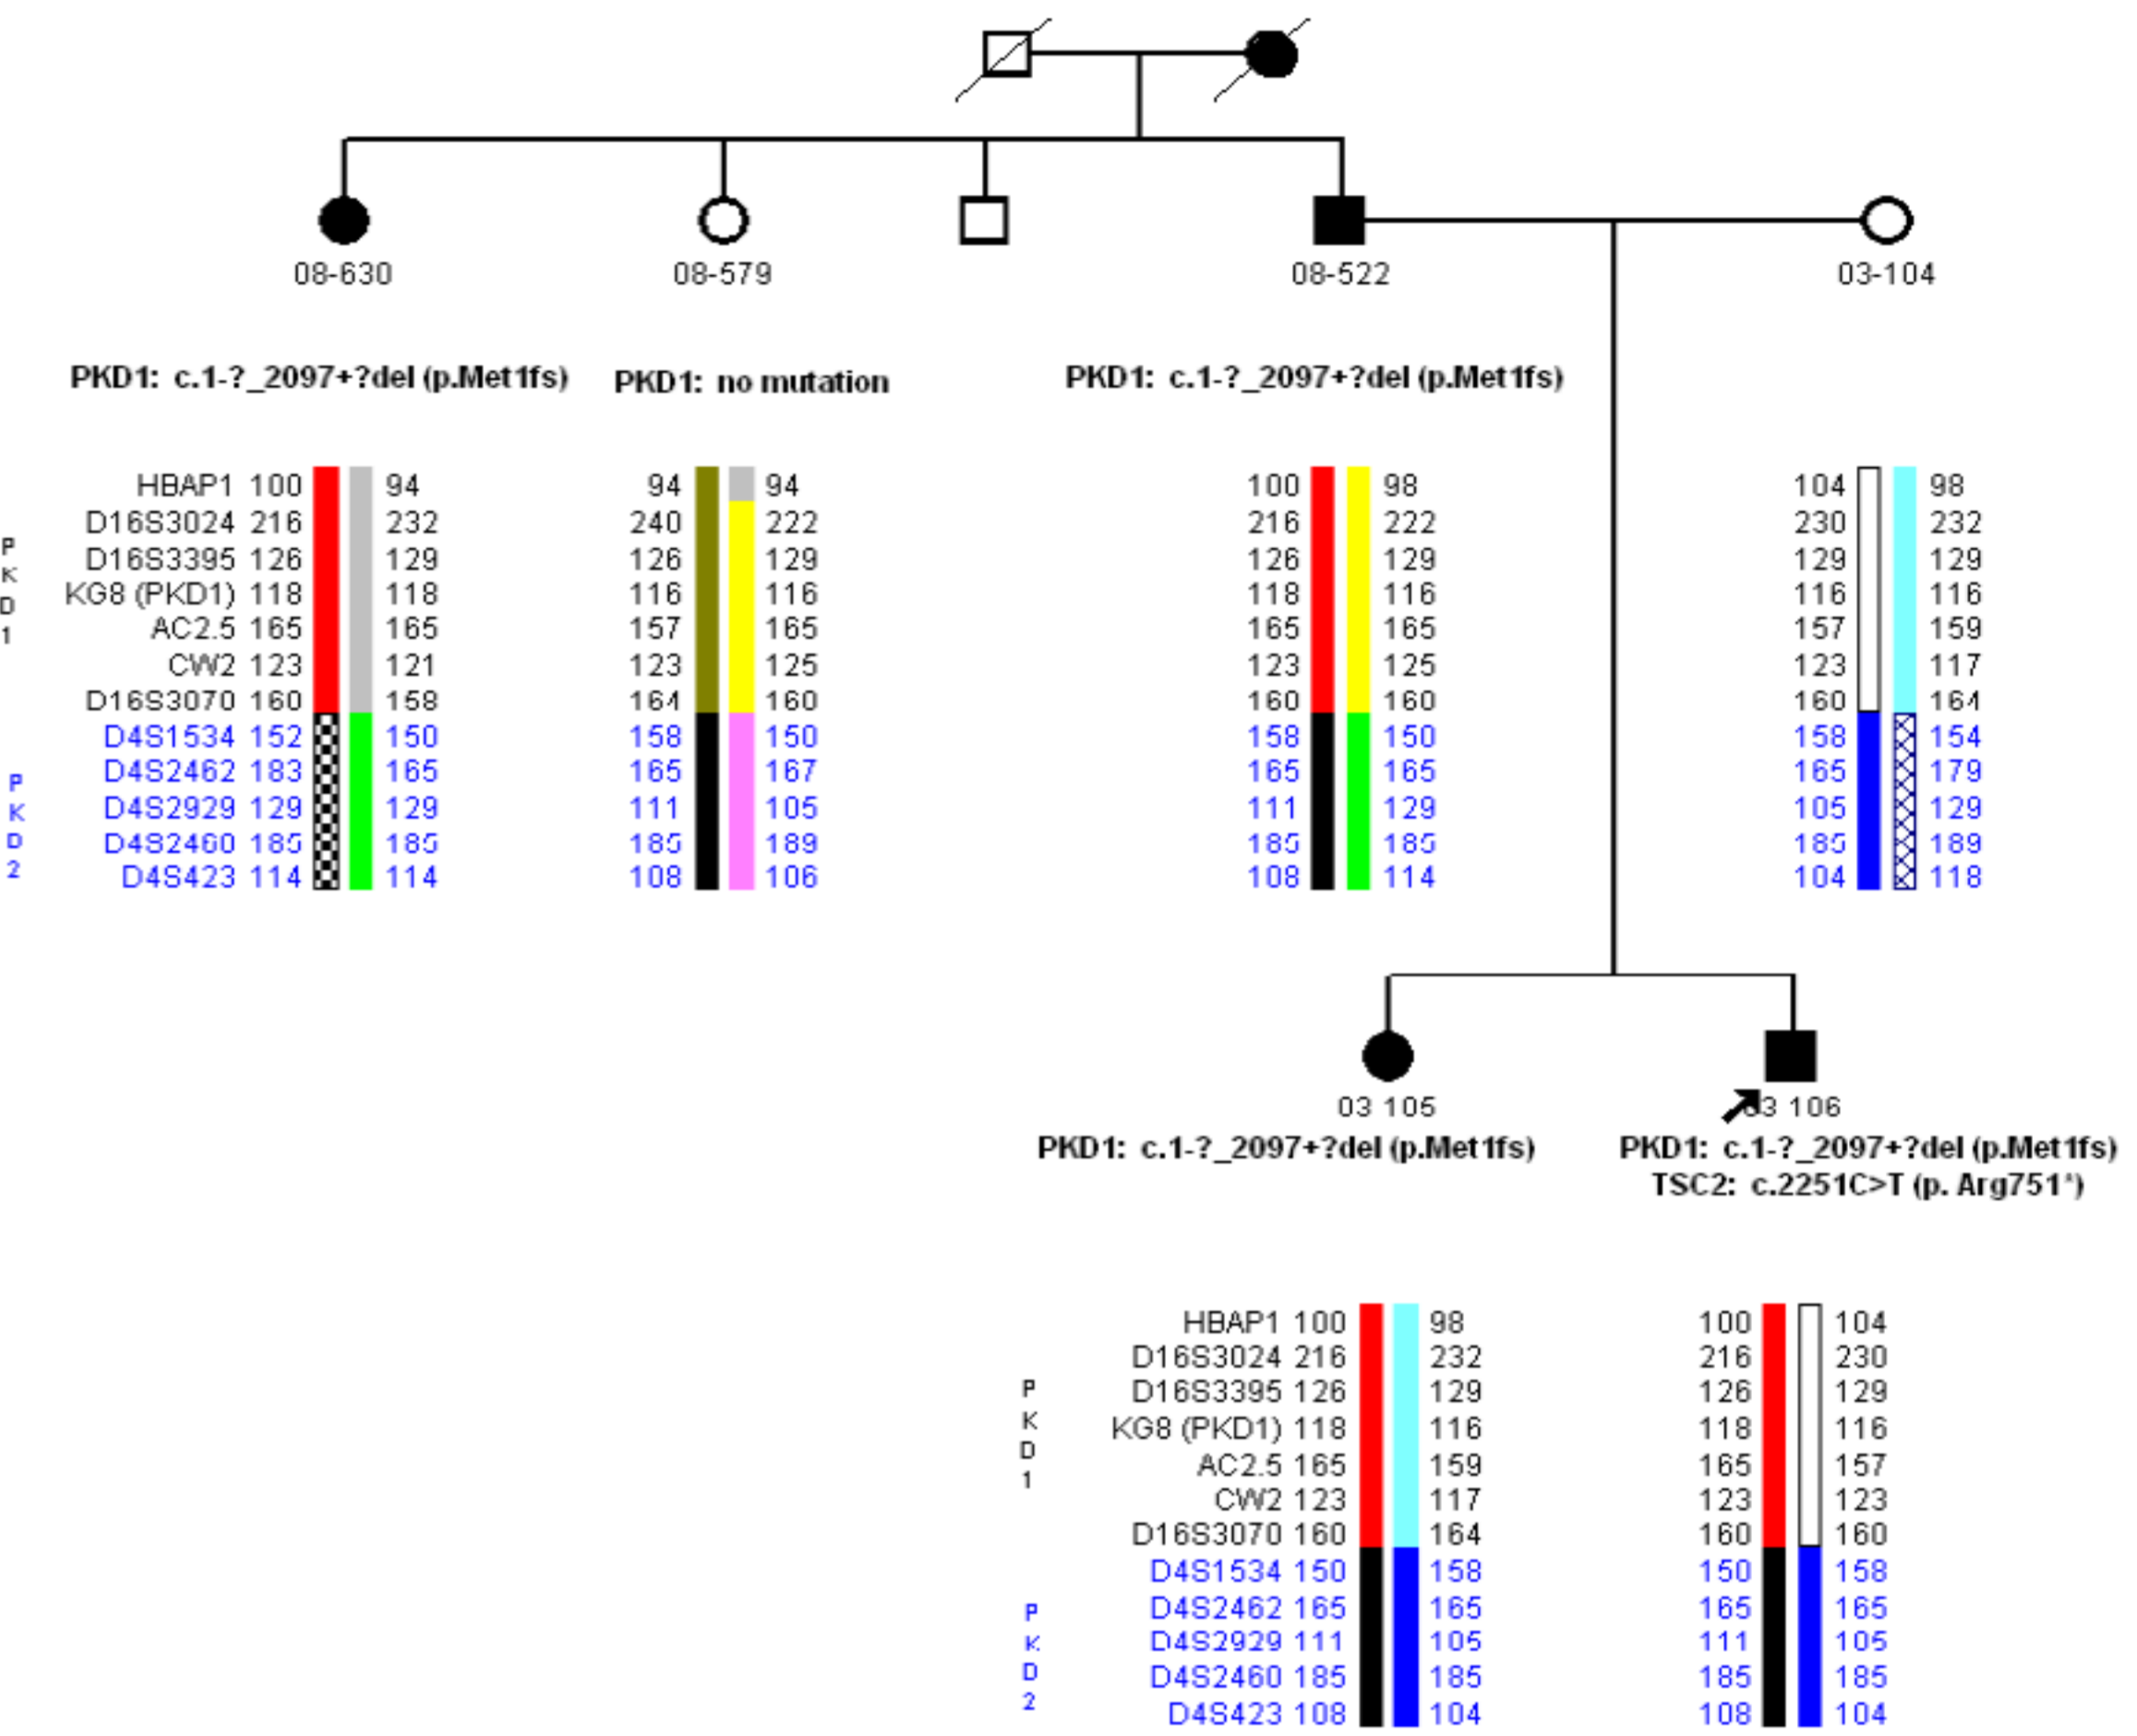 08-630 08-579 08-522 03-104
PKD1: c.1-?_2097+?del (p.Met1fs) PKD1: no mutation PKD1: c.1-?_2097+?del (p.Met1fs)
PKD1
HBAP1 100 94 94 94 100 98 104 98
D16S3024 216 232 240 222 216 222 230 232
D16S3395 126 129 126 129 126 129 129 129
KG8 (PKD1) 118 118 116 116 118 116 116 116
AC2.5 165 165 157 165 165 165 157 159
CW2 123 121 123 125 123 125 123 117
D16S3070 160 158 164 160 160 160 160 164
PKD2
D4S1534 152 150 158 150 158 150 158 154
D4S2462 183 165 165 167 165 165 165 179
D4S2929 129 129 111 105 111 129 105 129
D4S2460 185 185 185 189 185 185 185 189
D4S423 114 114 108 106 108 114 104 118
03 105 03 106
PKD1: c.1-?_2097+?del (p.Met1fs) PKD1: c.1-?_2097+?del (p.Met1fs)
TSC2: c.2251C>T (p. Arg751*)
PKD1
HBAP1 100 98 100 104
D16S3024 216 232 216 230
D16S3395 126 129 126 129
KG8 (PKD1) 118 116 118 116
AC2.5 165 159 165 157
CW2 123 117 123 123
D16S3070 160 164 160 160
PKD2
D4S1534 150 158 150 158
D4S2462 165 165 165 165
D4S2929 111 105 111 105
D4S2460 185 185 185 185
D4S423 108 104 108 104